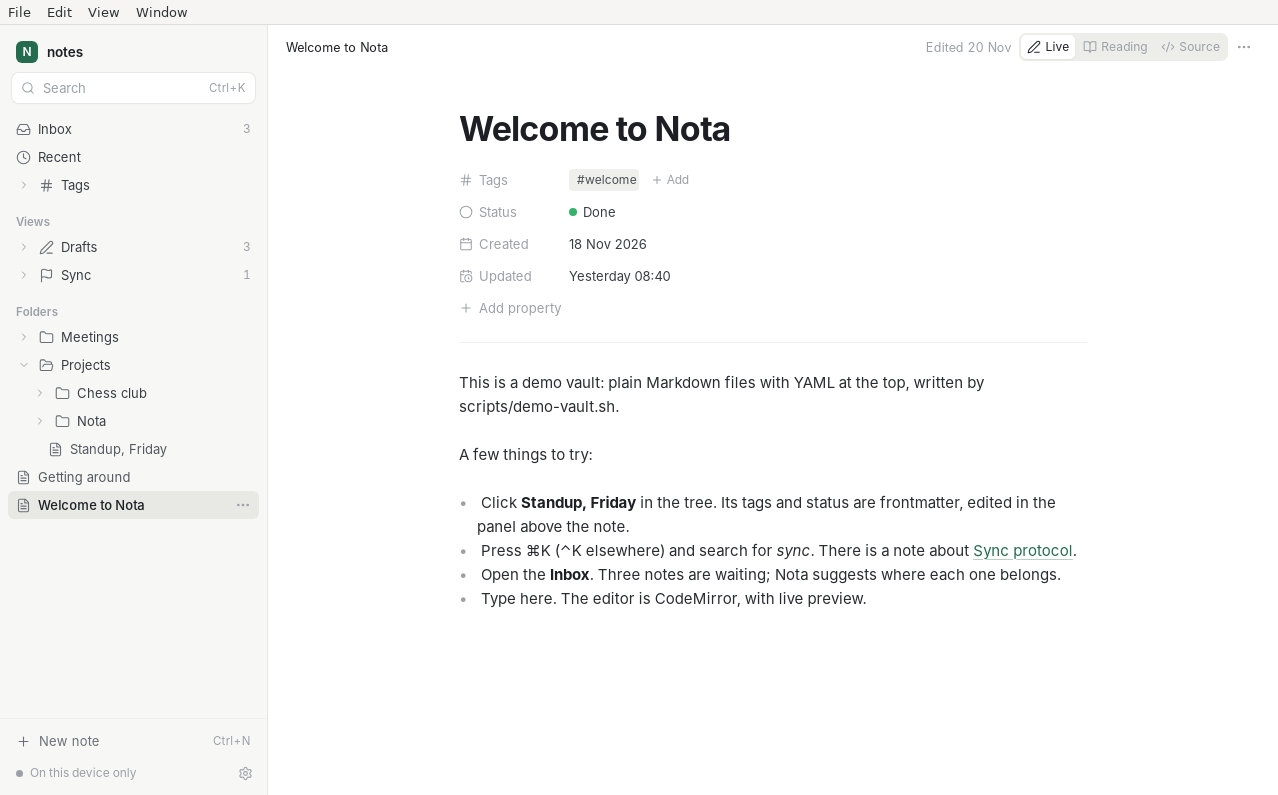 File Edit View Window
N notes
Search Ctrl+K
Inbox 3
Recent
Tags
Views
Drafts 3
Sync 1
Folders
Meetings
Projects
Chess club
Nota
Standup, Friday
Getting around
Welcome to Nota
New note Ctrl+N
On this device only
Welcome to Nota
Edited 20 Nov Live Reading Source
Welcome to Nota
Tags #welcome Add
Status Done
Created 18 Nov 2026
Updated Yesterday 08:40
Add property
This is a demo vault: plain Markdown files with YAML at the top, written by
scripts/demo-vault.sh.
A few things to try:
• Click Standup, Friday in the tree. Its tags and status are frontmatter, edited in the
panel above the note.
• Press ⌘K (^K elsewhere) and search for sync. There is a note about Sync protocol.
• Open the Inbox. Three notes are waiting; Nota suggests where each one belongs.
• Type here. The editor is CodeMirror, with live preview.